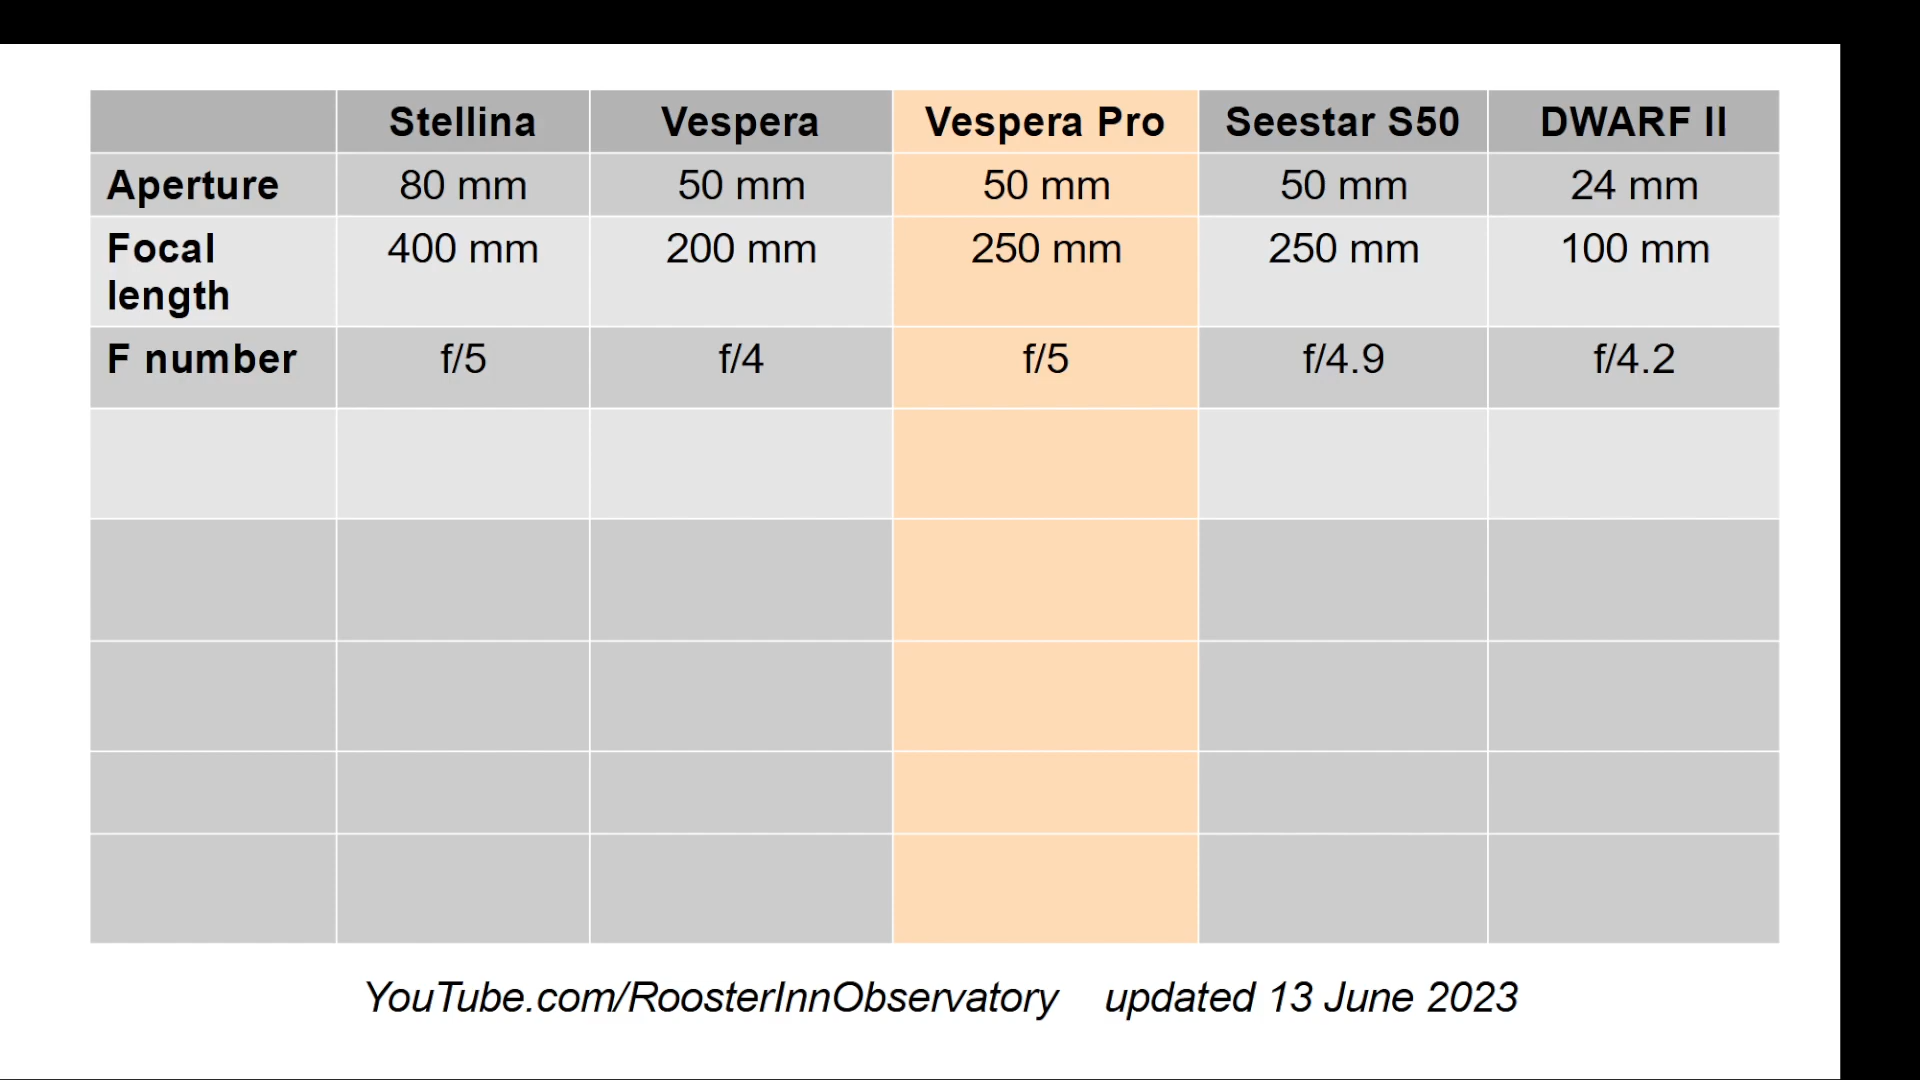 Stellina Vespera Vespera Pro Seestar S50 DWARF II
Aperture 80 mm 50 mm 50 mm 50 mm 24 mm
Focal 400 mm 200 mm 250 mm 250 mm 100 mm
length
F number f/5 f/4 f/5 f/4.9 f/4.2
YouTube.com/RoosterInnObservatory updated 13 June 2023